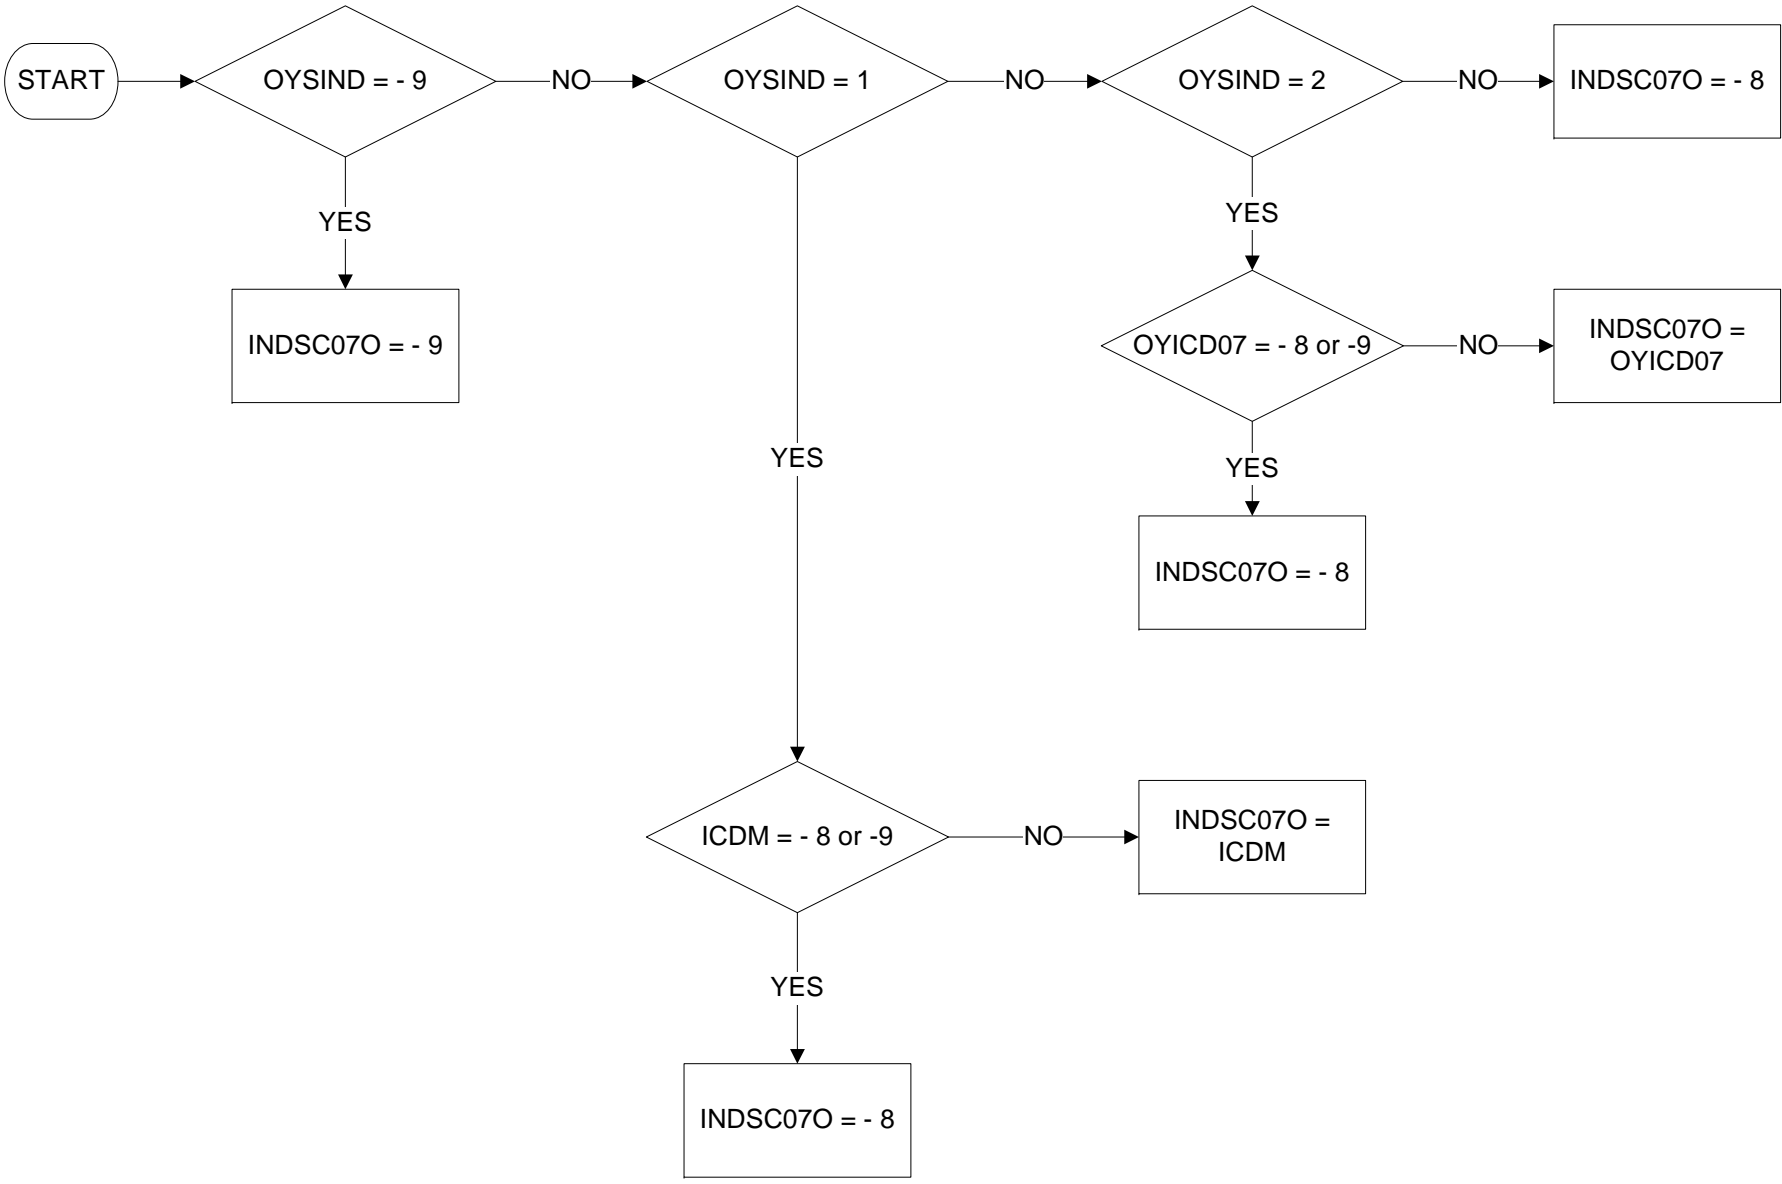 START
OYSIND = - 9
NO
OYSIND = 1
NO
OYSIND = 2
NO
INDSC07O = - 8
YES
INDSC07O = - 9
YES
OYICD07 = - 8 or -9
NO
INDSC07O =
OYICD07
YES
YES
INDSC07O = - 8
ICDM = - 8 or -9
NO
INDSC07O =
ICDM
YES
INDSC07O = - 8